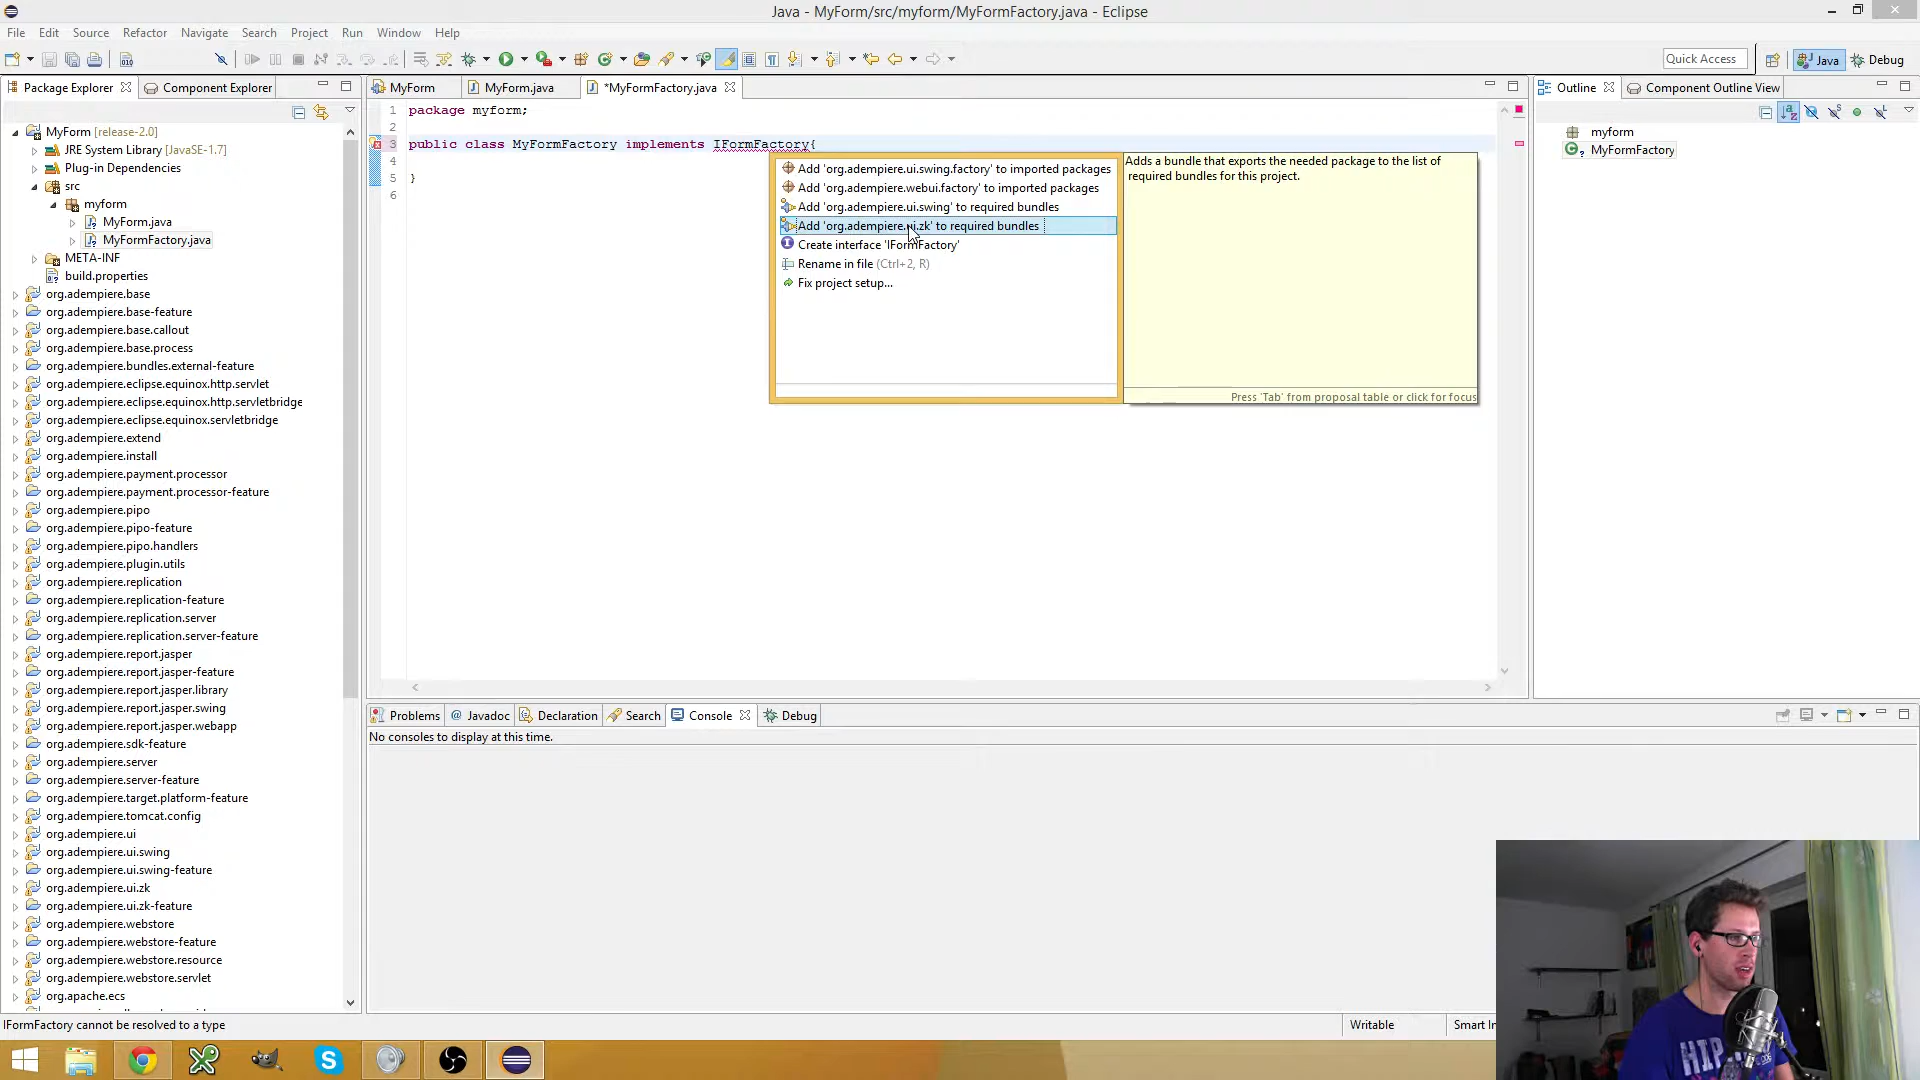 Java - MyForm/src/myform/MyFormFactory.java - Eclipse
File Edit Source Refactor Navigate Search Project Run Window Help
Quick Access
Java
Debug
Package Explorer
Component Explorer
MyForm [release-2.0]
JRE System Library [JavaSE-1.7]
Plug-in Dependencies
src
myform
MyForm.java
MyFormFactory.java
META-INF
build.properties
org.adempiere.base
org.adempiere.base-feature
org.adempiere.base.callout
org.adempiere.base.process
org.adempiere.bundles.external-feature
org.adempiere.eclipse.equinox.http.servlet
org.adempiere.eclipse.equinox.http.servletbridge
org.adempiere.eclipse.equinox.servletbridge
org.adempiere.extend
org.adempiere.install
org.adempiere.payment.processor
org.adempiere.payment.processor-feature
org.adempiere.pipo
org.adempiere.pipo-feature
org.adempiere.pipo.handlers
org.adempiere.plugin.utils
org.adempiere.replication
org.adempiere.replication-feature
org.adempiere.replication.server
org.adempiere.replication.server-feature
org.adempiere.report.jasper
org.adempiere.report.jasper-feature
org.adempiere.report.jasper.library
org.adempiere.report.jasper.swing
org.adempiere.report.jasper.webapp
org.adempiere.sdk-feature
org.adempiere.server
org.adempiere.server-feature
org.adempiere.target.platform-feature
org.adempiere.tomcat.config
org.adempiere.ui
org.adempiere.ui.swing
org.adempiere.ui.swing-feature
org.adempiere.ui.zk
org.adempiere.ui.zk-feature
org.adempiere.webstore
org.adempiere.webstore-feature
org.adempiere.webstore.resource
org.adempiere.webstore.servlet
org.apache.ecs
MyForm
MyForm.java
*MyFormFactory.java
1 package myform;
2
3 public class MyFormFactory implements IFormFactory{
4
5 }
6
Add 'org.adempiere.ui.swing.factory' to imported packages
Add 'org.adempiere.webui.factory' to imported packages
Add 'org.adempiere.ui.swing' to required bundles
Add 'org.adempiere.ui.zk' to required bundles
Create interface 'IFormFactory'
Rename in file (Ctrl+2, R)
Fix project setup...
Adds a bundle that exports the needed package to the list of
required bundles for this project.
Press 'Tab' from proposal table or click for focus
Outline
Component Outline View
myform
MyFormFactory
Problems
@ Javadoc
Declaration
Search
Console
Debug
No consoles to display at this time.
IFormFactory cannot be resolved to a type
Writable
Smart In